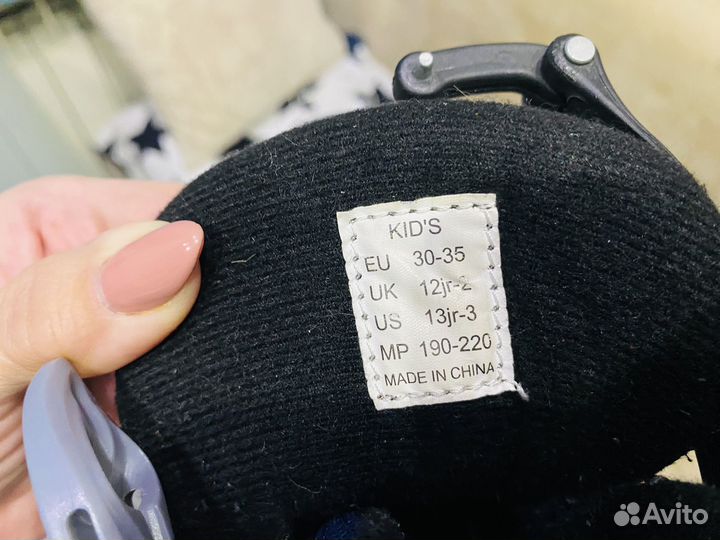 KID'S
EU 30-35
UK 12jr-2
US 13jr-3
MP 190-220
MADE IN CHINA
Avito